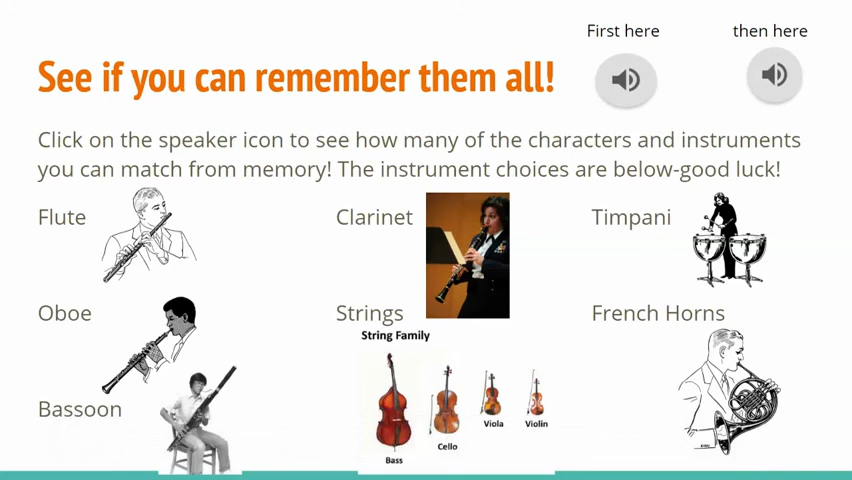 First here
then here
See if you can remember them all!
Click on the speaker icon to see how many of the characters and instruments
you can match from memory! The instrument choices are below-good luck!
Flute
Clarinet
Timpani
Oboe
Strings
French Horns
String Family
Bassoon
Bass
Cello
Viola
Violin